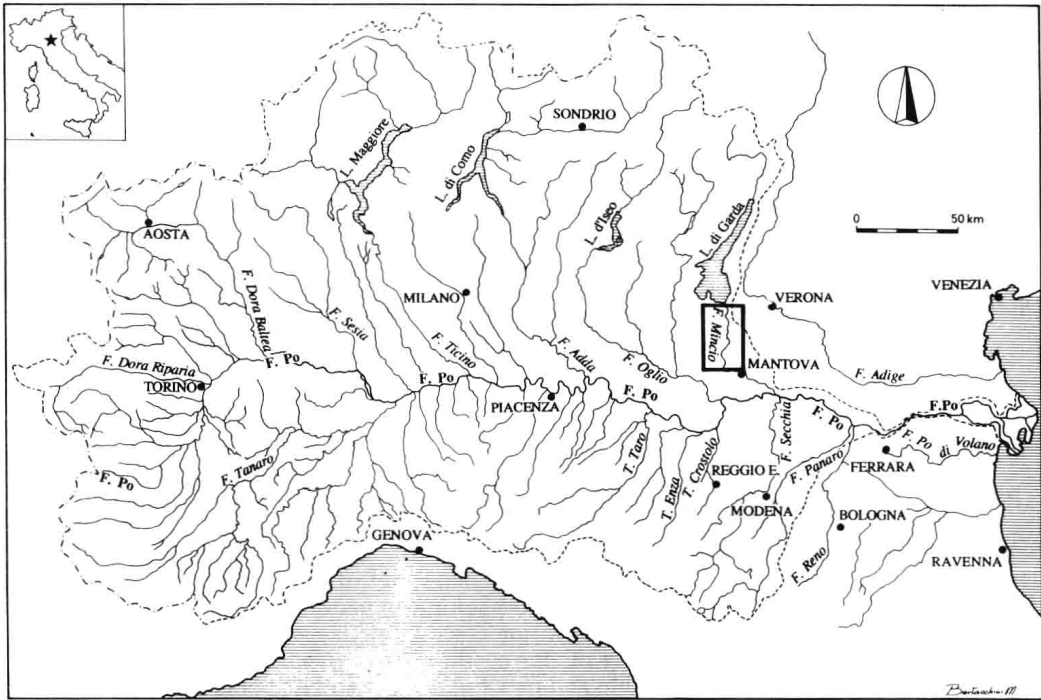 SONDRIO
L. Maggiore
L. di Como
L. d'Iseo
L. di Garda
0 50 km
AOSTA
MILANO
VERONA
VENEZIA
F. Dora Baltea
F. Sesia
F. Ticino
F. Adda
F. Oglio
F. Mincio
MANTOVA
F. Adige
F. Dora Riparia
TORINO
F. Po
F. Po
PIACENZA
F. Po
F. Po
F.Po
F. Po di Volano
F. Tanaro
F. Po
T. Taro
T. Enza
T. Crostolo
F. Secchia
F. Panaro
REGGIO E.
MODENA
FERRARA
BOLOGNA
F. Reno
GENOVA
RAVENNA